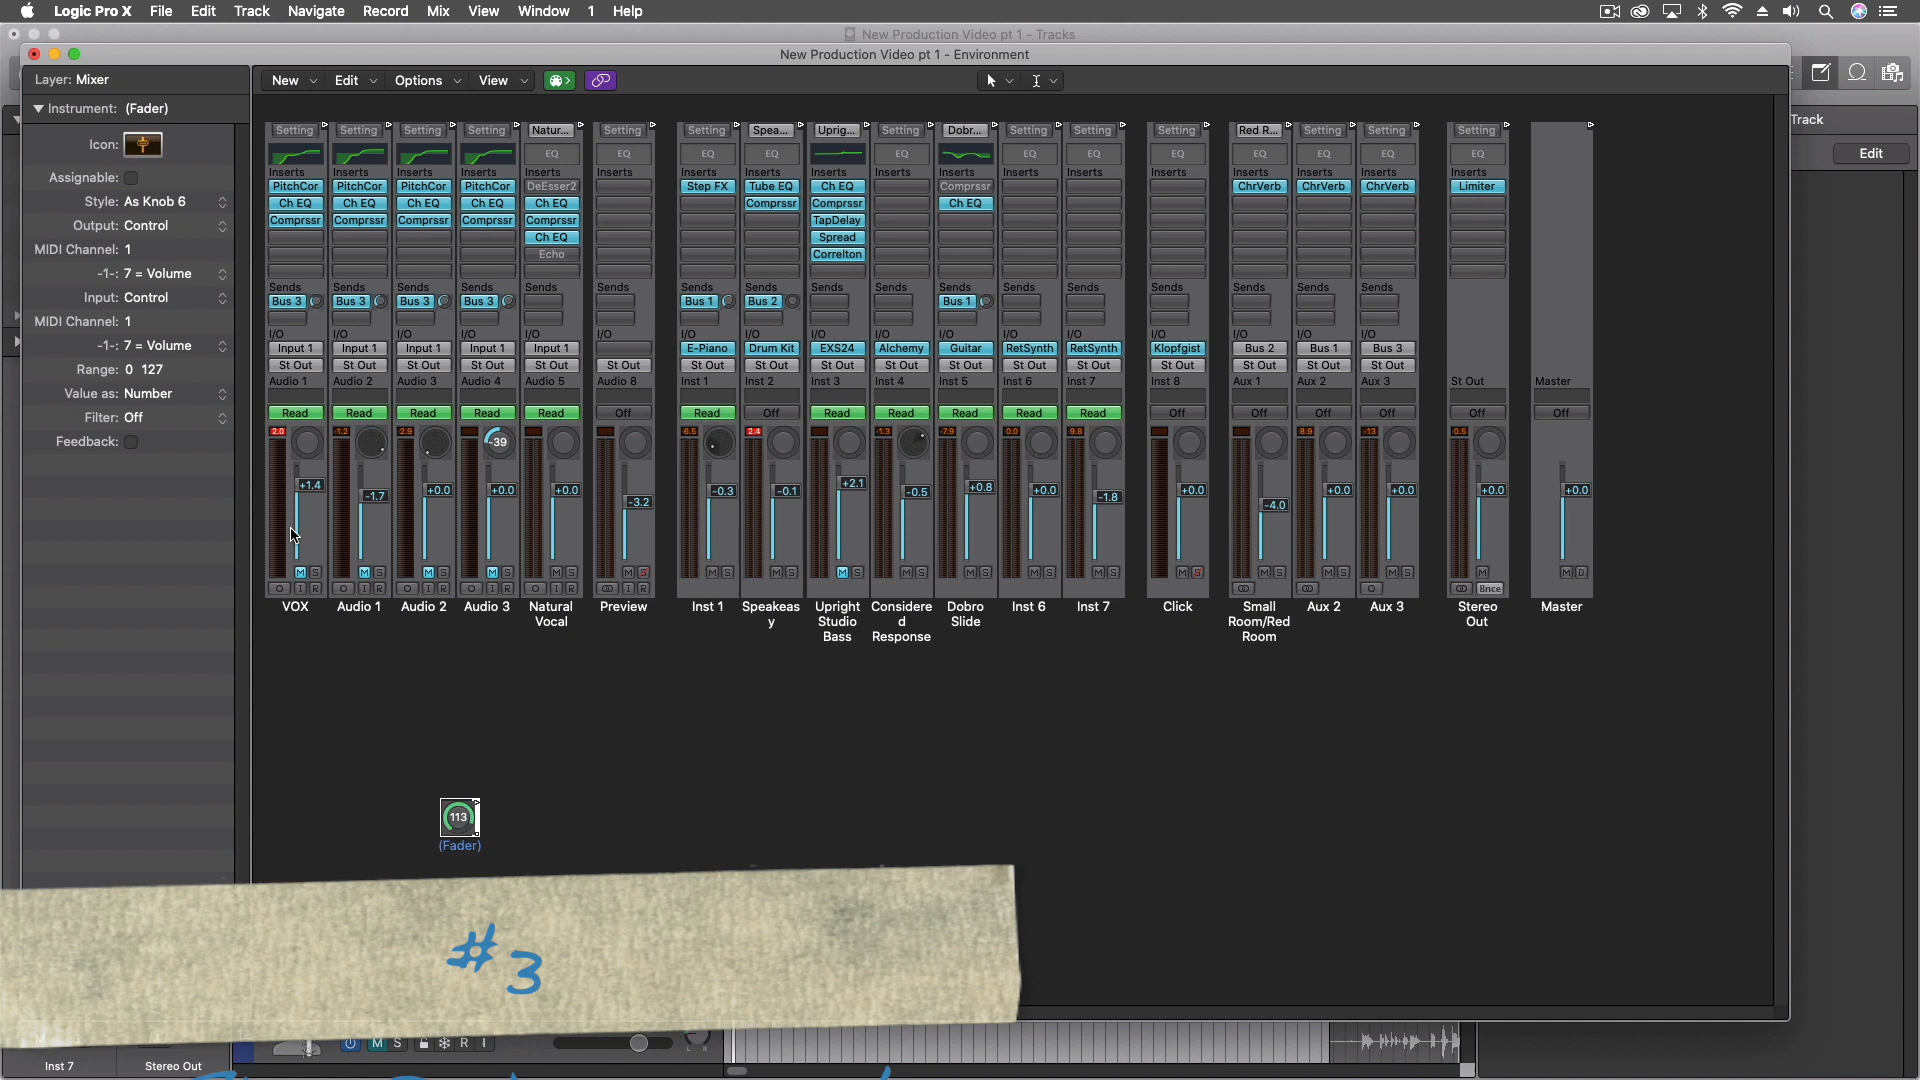 Logic Pro X File Edit Track Navigate Record Mix View Window 1 Help
New Production Video pt 1 - Tracks
New Production Video pt 1 - Environment
Layer: Mixer
New Edit Options View
Instrument: (Fader)
Icon:
Assignable:
Style: As Knob 6
Output: Control
MIDI Channel: 1
-1-: 7 = Volume
Input: Control
MIDI Channel: 1
-1-: 7 = Volume
Range: 0 127
Value as: Number
Filter: Off
Feedback:
Track
Edit
Setting Setting Setting Setting Natur... Setting Setting Spea... Uprig... Setting Dobr... Setting Setting Setting Red R... Setting Setting Setting
EQ EQ EQ EQ EQ EQ EQ EQ EQ EQ EQ EQ EQ
Inserts Inserts Inserts Inserts Inserts Inserts Inserts Inserts Inserts Inserts Inserts Inserts Inserts Inserts Inserts Inserts Inserts Inserts
PitchCor PitchCor PitchCor PitchCor DeEsser2 Step FX Tube EQ Ch EQ Comprssr ChrVerb ChrVerb ChrVerb Limiter
Ch EQ Ch EQ Ch EQ Ch EQ Ch EQ Comprssr Comprssr Ch EQ
Comprssr Comprssr Comprssr Comprssr Comprssr TapDelay
Ch EQ Spread
Echo Correlton
Sends Sends Sends Sends Sends Sends Sends Sends Sends Sends Sends Sends Sends Sends Sends Sends Sends
Bus 3 Bus 3 Bus 3 Bus 3 Bus 1 Bus 2 Bus 1
I/O I/O I/O I/O I/O I/O I/O I/O I/O I/O I/O I/O I/O I/O I/O I/O I/O
Input 1 Input 1 Input 1 Input 1 Input 1 E-Piano Drum Kit EXS24 Alchemy Guitar RetSynth RetSynth Klopfgist Bus 2 Bus 1 Bus 3
St Out St Out St Out St Out St Out St Out St Out St Out St Out St Out St Out St Out St Out St Out St Out St Out St Out
Audio 1 Audio 2 Audio 3 Audio 4 Audio 5 Audio 8 Inst 1 Inst 2 Inst 3 Inst 4 Inst 5 Inst 6 Inst 7 Inst 8 Aux 1 Aux 2 Aux 3 St Out Master
Read Read Read Read Read Off Read Off Read Read Read Read Read Off Off Off Off Off Off
2.0 -1.2 -2.9 -6.5 2.4 -1.3 -7.9 0.0 -9.8 -8.9 -13 -0.5
-39
+1.4 -1.7 +0.0 +0.0 +0.0 -3.2 -0.3 -0.1 +2.1 -0.5 +0.8 +0.0 -1.8 +0.0 -4.0 +0.0 +0.0 +0.0 +0.0
M S M S M S M S M S M S M S M S M S M S M S M S M S M S M S M S M S M M D
I R I R I R I R I R R Bnce
VOX Audio 1 Audio 2 Audio 3 Natural Vocal Preview Inst 1 Speakeas y Upright Studio Bass Considere d Response Dobro Slide Inst 6 Inst 7 Click Small Room/Red Room Aux 2 Aux 3 Stereo Out Master
113
(Fader)
#3
M S R I
L R
Inst 7 Stereo Out